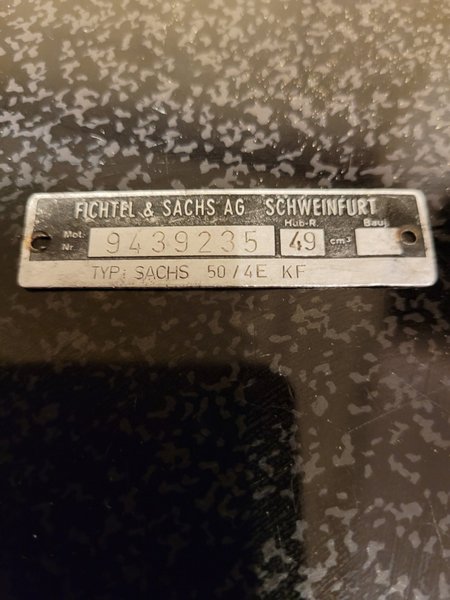 FICHTEL & SACHS AG SCHWEINFURT
Mot. Nr. 9439235 Hub-R. 49 cm³ Bauj.
TYP: SACHS 50/4E KF